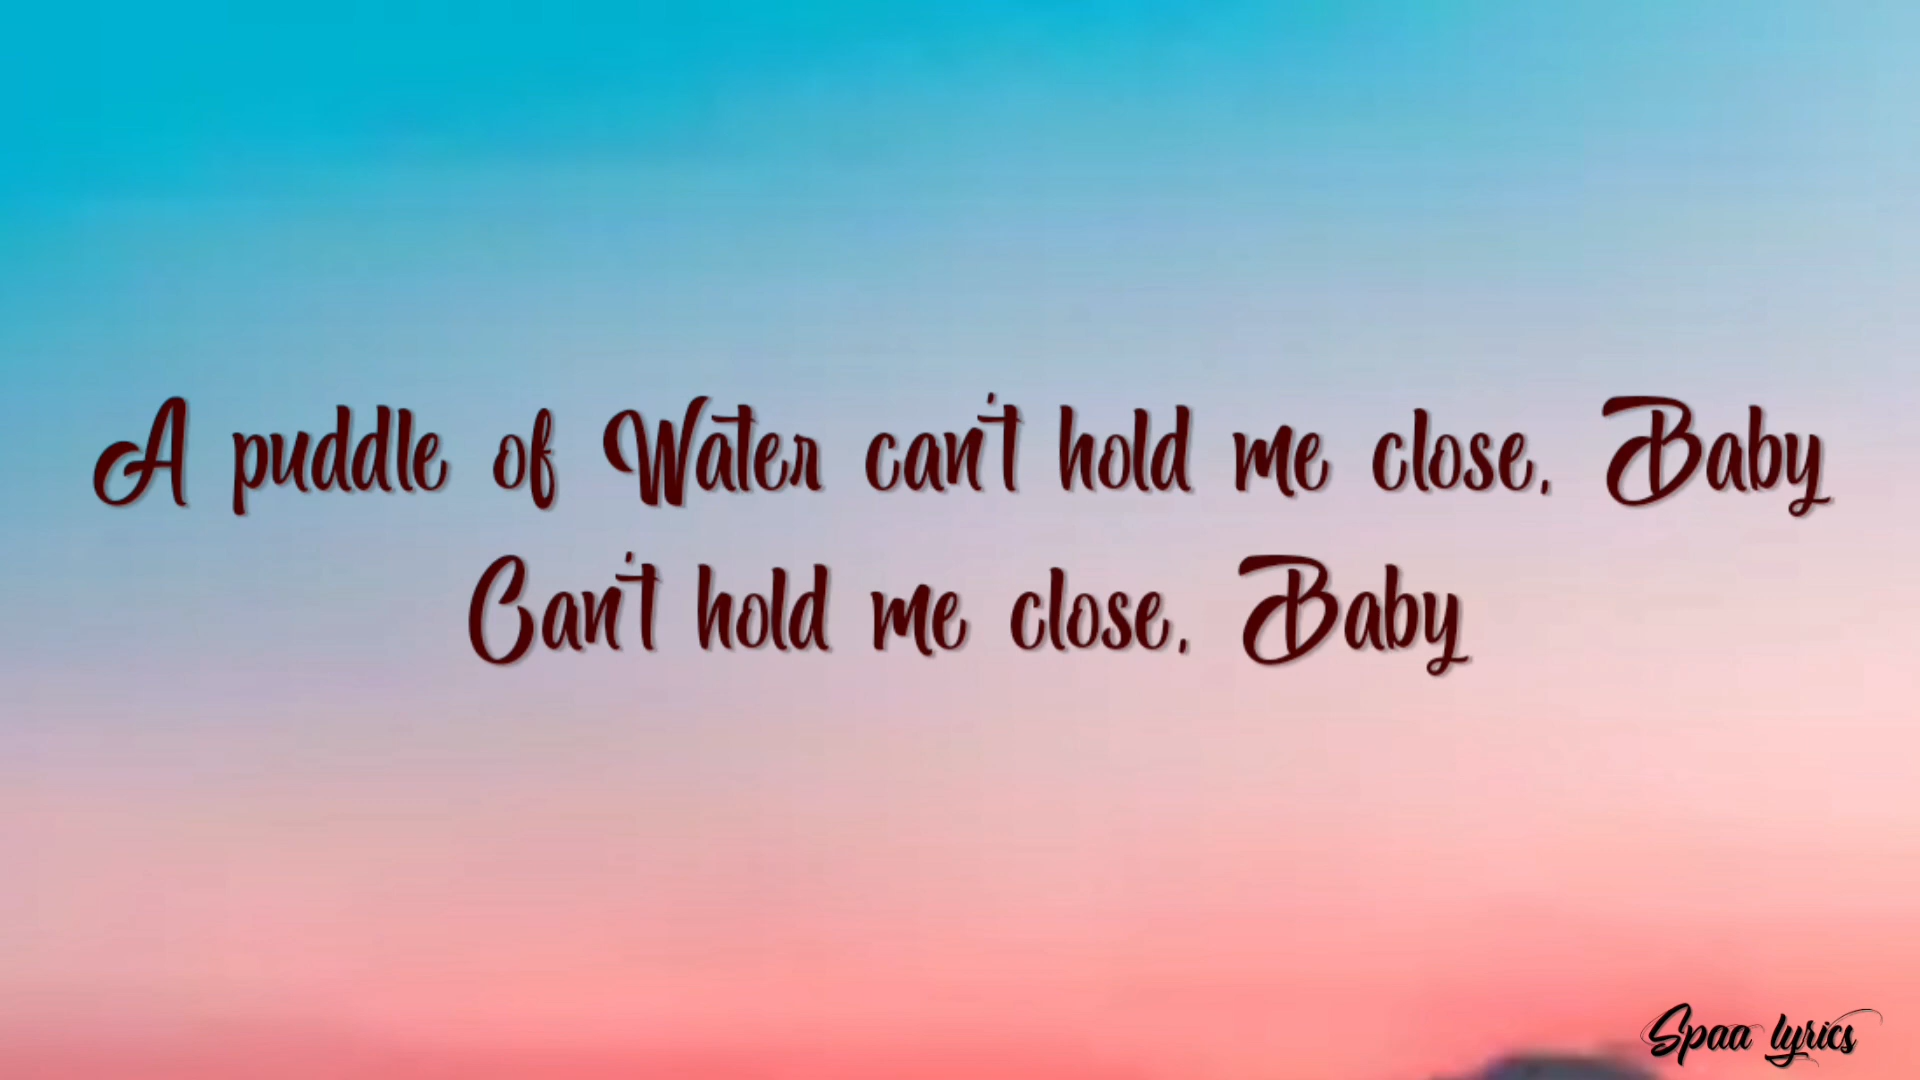 A puddle of Water can't hold me close, Baby
Can't hold me close, Baby
Spaa lyrics